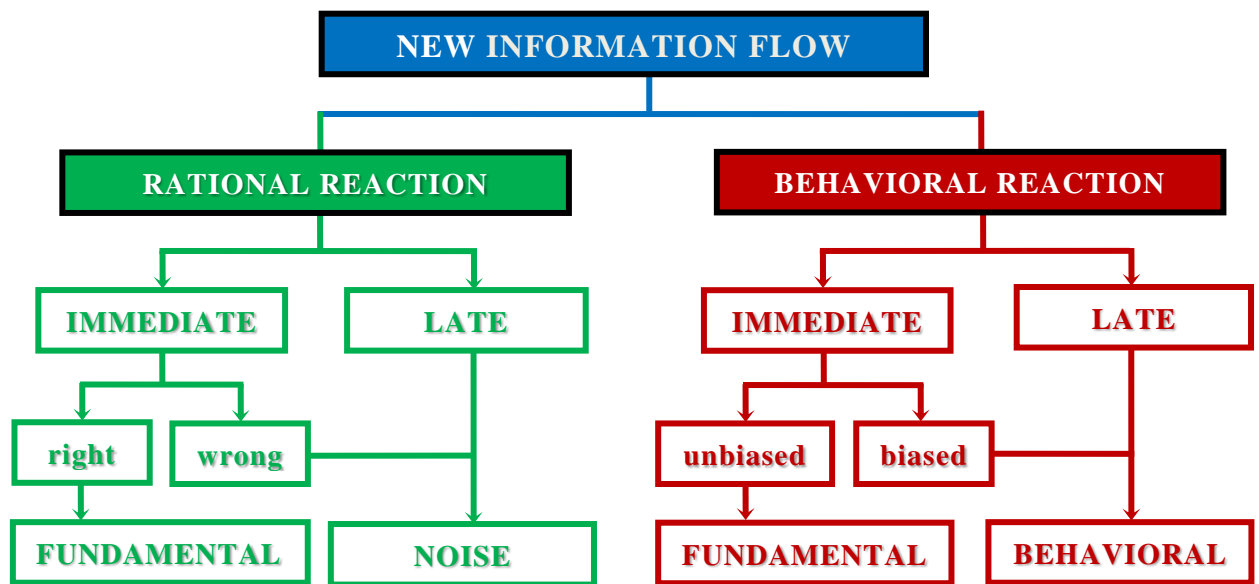 NEW INFORMATION FLOW
RATIONAL REACTION
BEHAVIORAL REACTION
IMMEDIATE
LATE
IMMEDIATE
LATE
right
wrong
unbiased
biased
FUNDAMENTAL
NOISE
FUNDAMENTAL
BEHAVIORAL